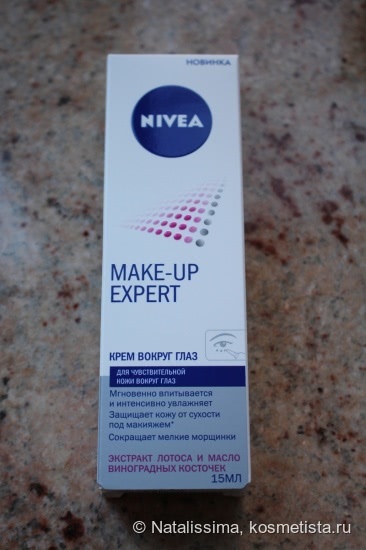 НОВИНКА
NIVEA
MAKE-UP
EXPERT
КРЕМ ВОКРУГ ГЛАЗ
ДЛЯ ЧУВСТВИТЕЛЬНОЙ
КОЖИ ВОКРУГ ГЛАЗ
Мгновенно впитывается
и интенсивно увлажняет
Защищает кожу от сухости
под макияжем*
Сокращает мелкие морщинки
ЭКСТРАКТ ЛОТОСА И МАСЛО
ВИНОГРАДНЫХ КОСТОЧЕК
15МЛ
© Natalissima, kosmetista.ru